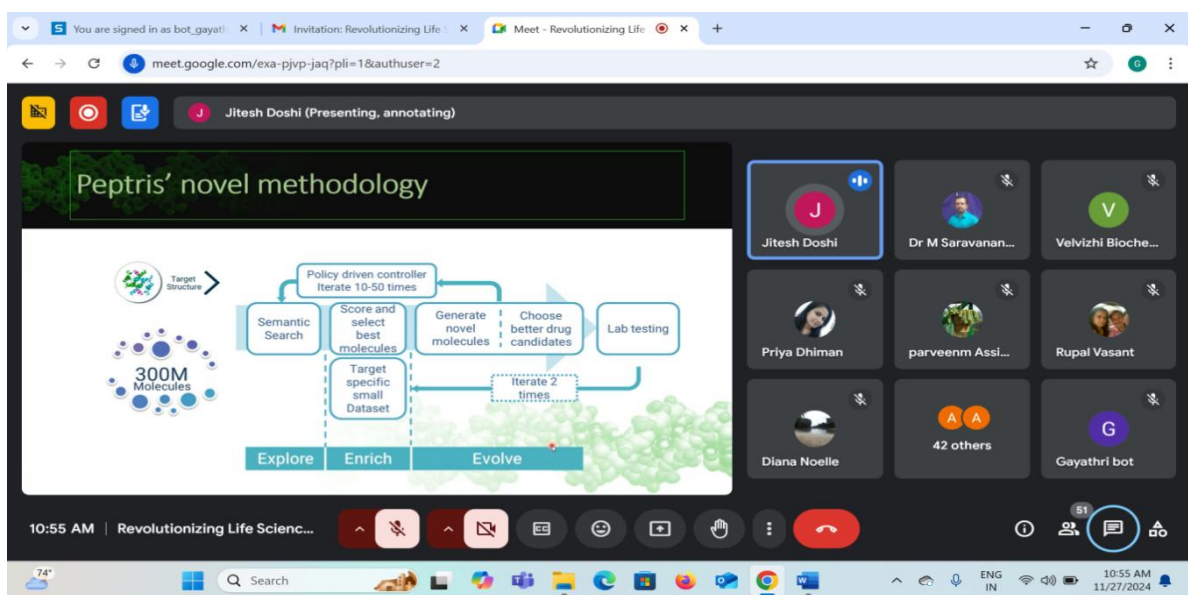 You are signed in as bot_gayath
Invitation: Revolutionizing Life S
Meet - Revolutionizing Life
meet.google.com/exa-pjvp-jaq?pli=1&authuser=2
G
J
Jitesh Doshi (Presenting, annotating)
Peptris' novel methodology
Target
Structure
300M
Molecules
Policy driven controller
Iterate 10-50 times
Semantic
Search
Score and
select
best
molecules
Generate
novel
molecules
Choose
better drug
candidates
Lab testing
Target
specific
small
Dataset
Iterate 2
times
Explore
Enrich
Evolve
J
Jitesh Doshi
Dr M Saravanan...
V
Velvizhi Bioche...
Priya Dhiman
parveenm Assi...
Rupal Vasant
Diana Noelle
A A
42 others
G
Gayathri bot
10:55 AM | Revolutionizing Life Scienc...
CC
51
74°
Search
ENG
IN
10:55 AM
11/27/2024